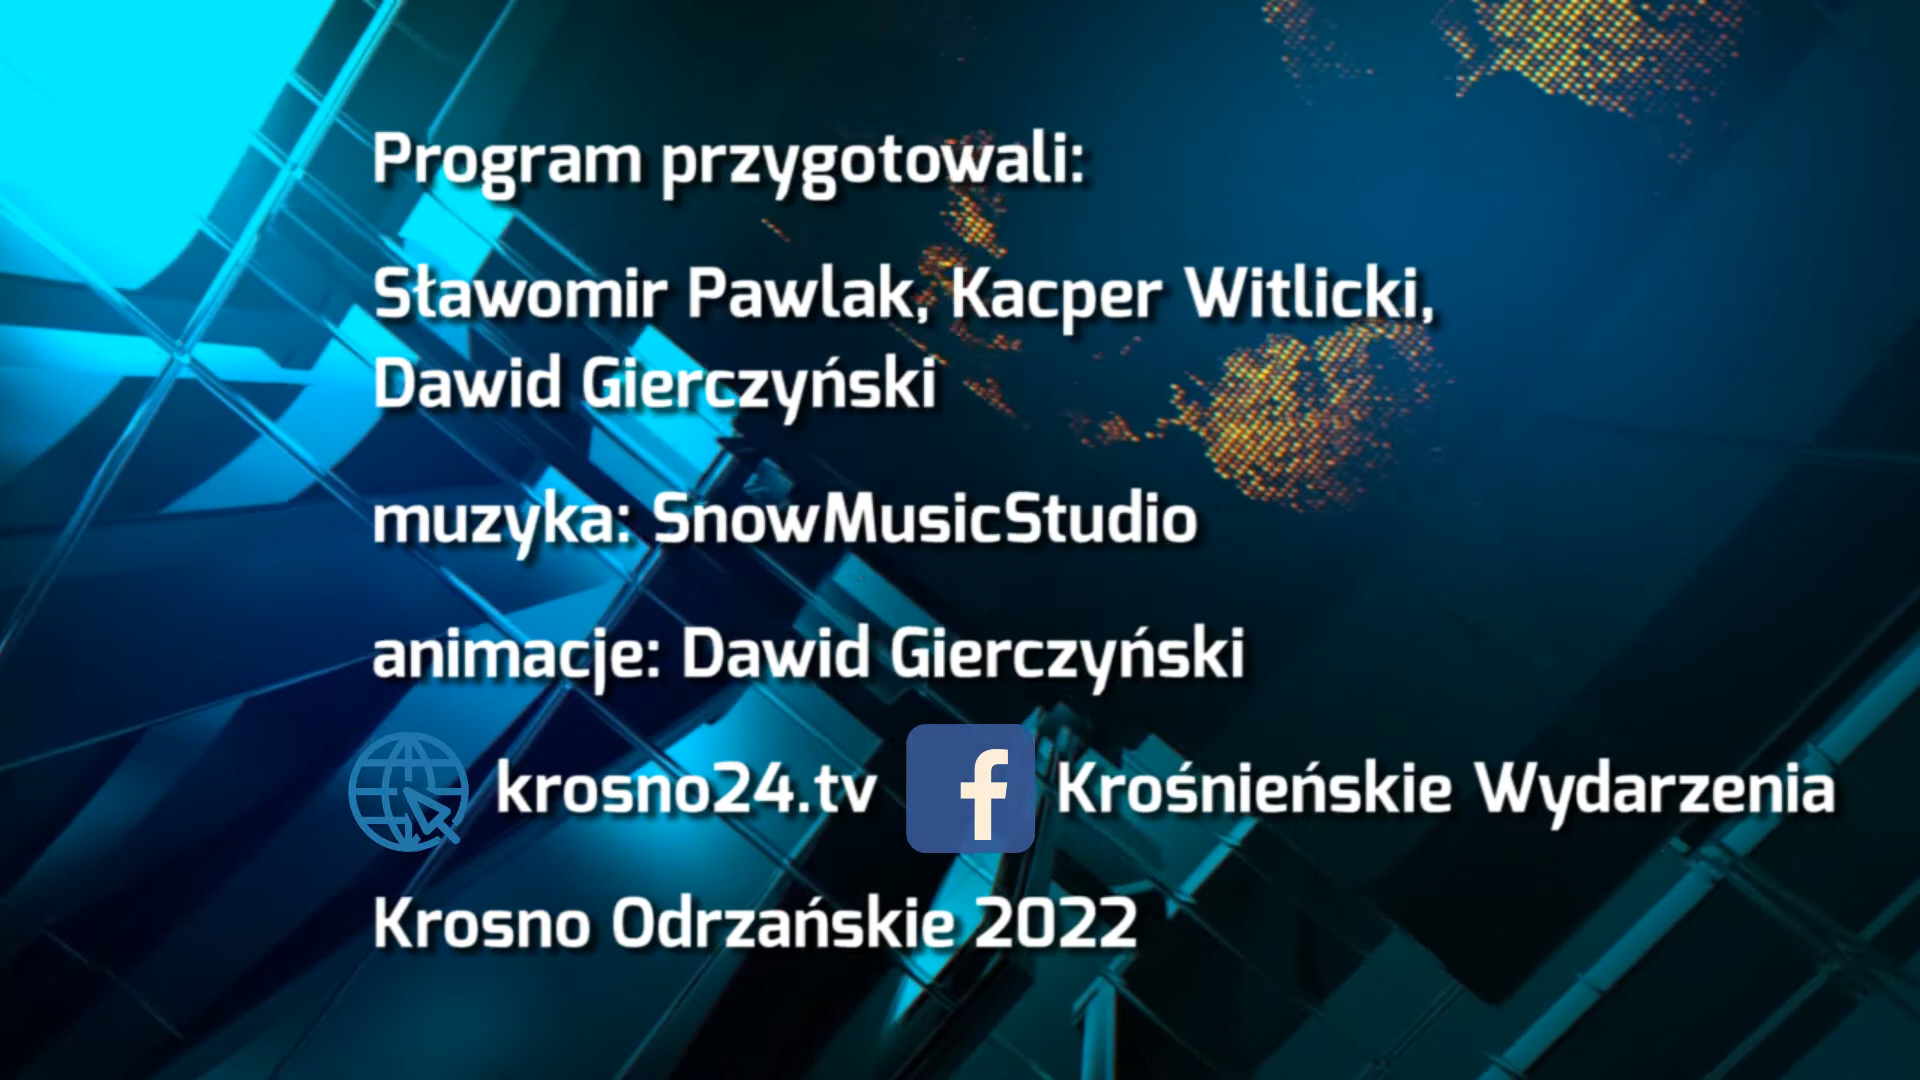 Program przygotowali:
Sławomir Pawlak, Kacper Witlicki,
Dawid Gierczyński
muzyka: SnowMusicStudio
animacje: Dawid Gierczyński
krosno24.tv f Krośnieńskie Wydarzenia
Krosno Odrzańskie 2022